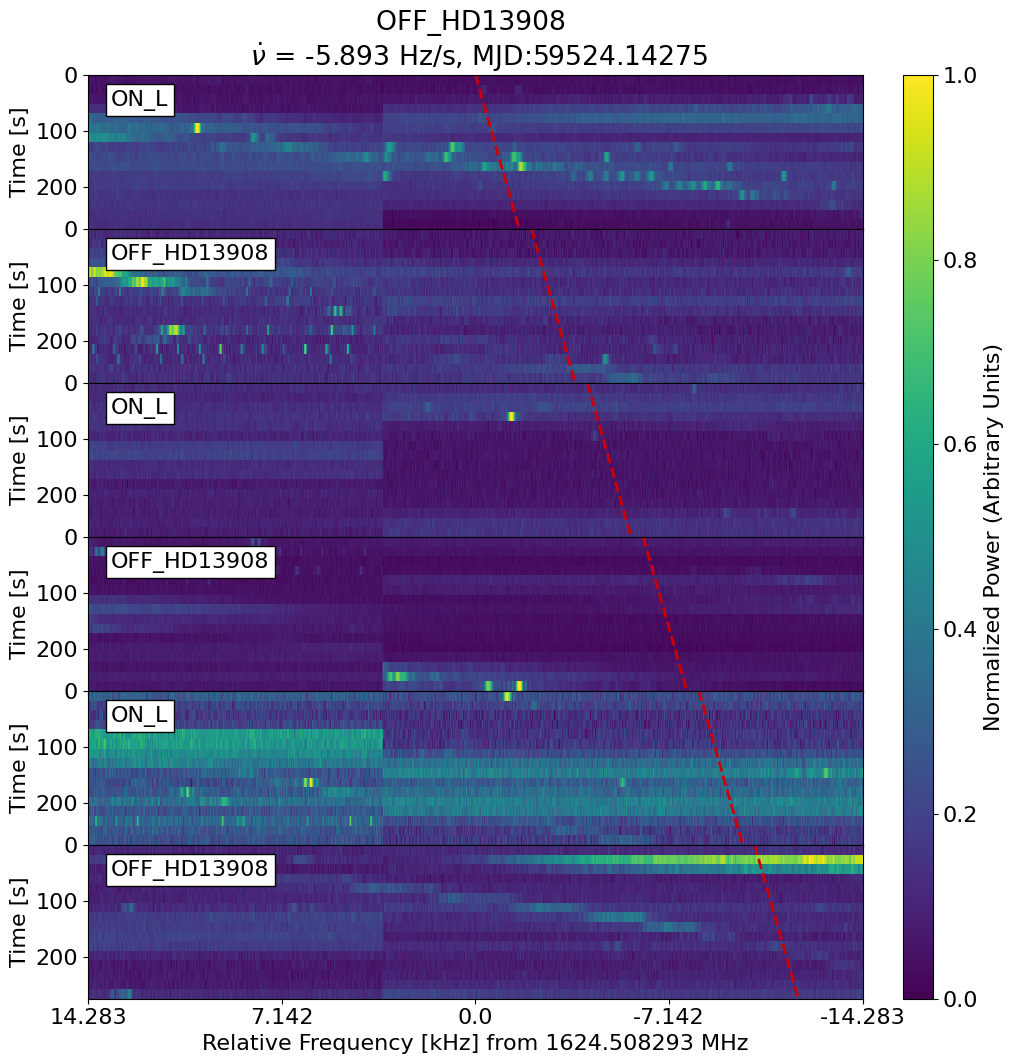 OFF_HD13908
ν̇ = -5.893 Hz/s, MJD:59524.14275
ON_L
OFF_HD13908
ON_L
OFF_HD13908
ON_L
OFF_HD13908
Time [s]
0
100
200
Time [s]
0
100
200
Time [s]
0
100
200
Time [s]
0
100
200
Time [s]
0
100
200
Time [s]
0
100
200
14.283 7.142 0.0 -7.142 -14.283
Relative Frequency [kHz] from 1624.508293 MHz
1.0
0.8
0.6
0.4
0.2
0.0
Normalized Power (Arbitrary Units)